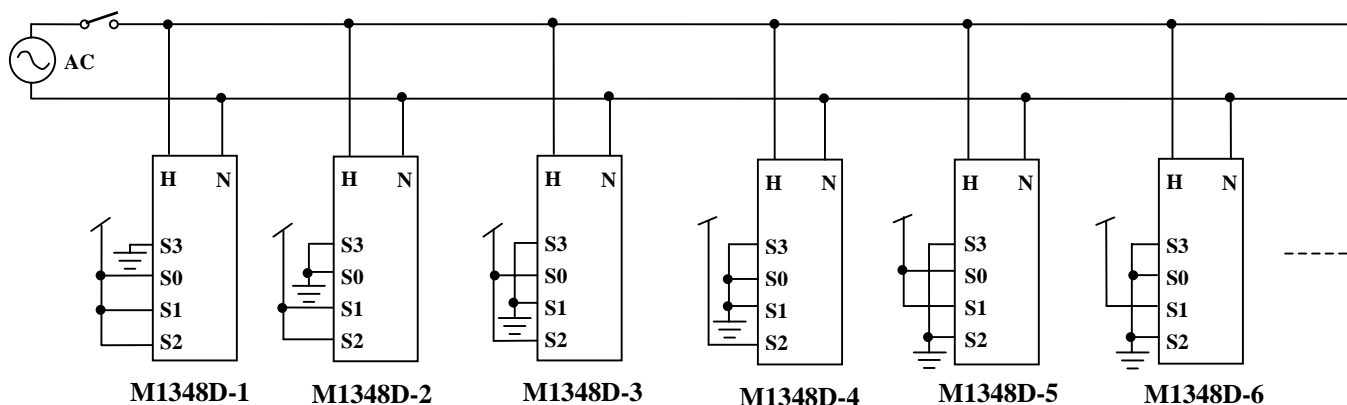 AC
H N
S3
S0
S1
S2
M1348D-1
H N
S3
S0
S1
S2
M1348D-2
H N
S3
S0
S1
S2
M1348D-3
H N
S3
S0
S1
S2
M1348D-4
H N
S3
S0
S1
S2
M1348D-5
H N
S3
S0
S1
S2
M1348D-6